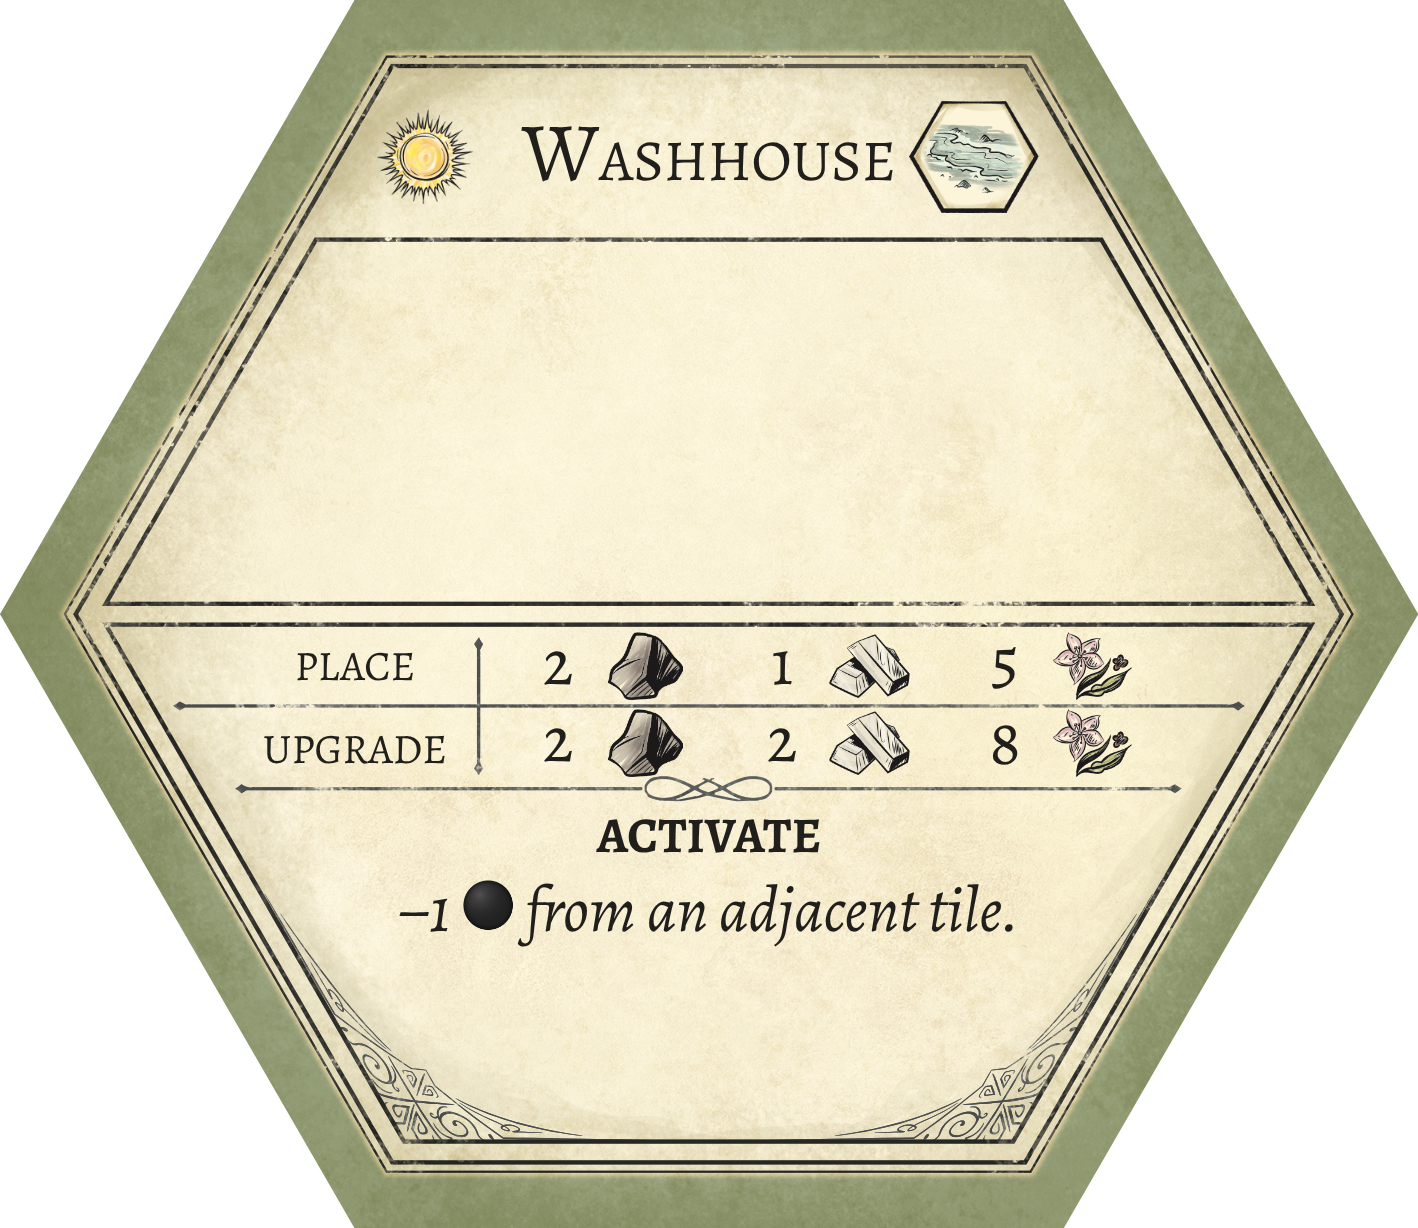 WASHHOUSE
PLACE 2 1 5
UPGRADE 2 2 8
ACTIVATE
–1 from an adjacent tile.